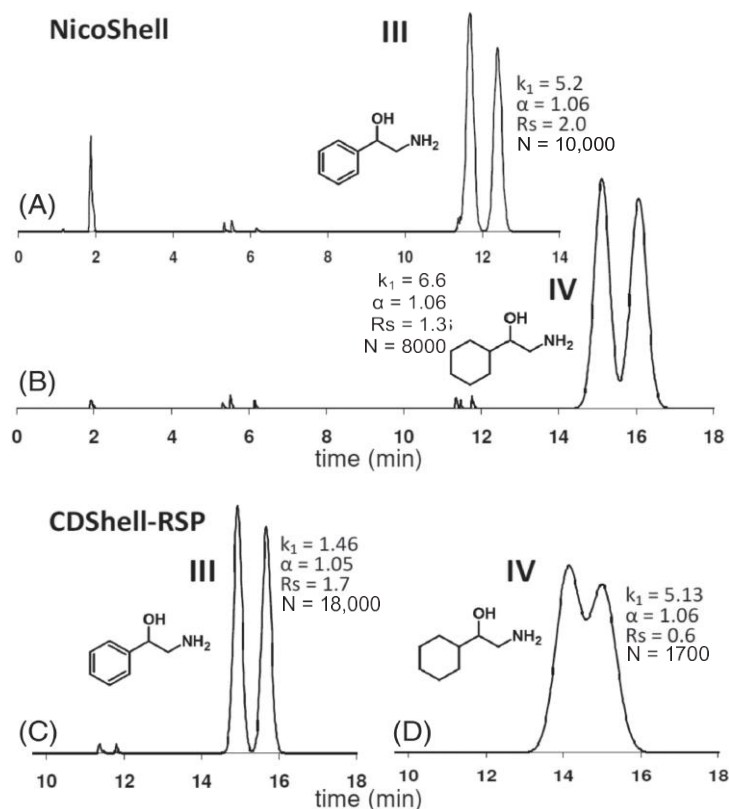 NicoShell
III
OH
NH₂
k₁ = 5.2
α = 1.06
Rs = 2.0
N = 10,000
(A)
0 2 4 6 8 10 12 14
k₁ = 6.6
α = 1.06
Rs = 1.3
N = 8000
IV
OH
NH₂
(B)
0 2 4 6 8 10 12 14 16 18
time (min)
CDShell-RSP
III
OH
NH₂
k₁ = 1.46
α = 1.05
Rs = 1.7
N = 18,000
(C)
10 12 14 16 18
time (min)
IV
OH
NH₂
k₁ = 5.13
α = 1.06
Rs = 0.6
N = 1700
(D)
10 12 14 16 18